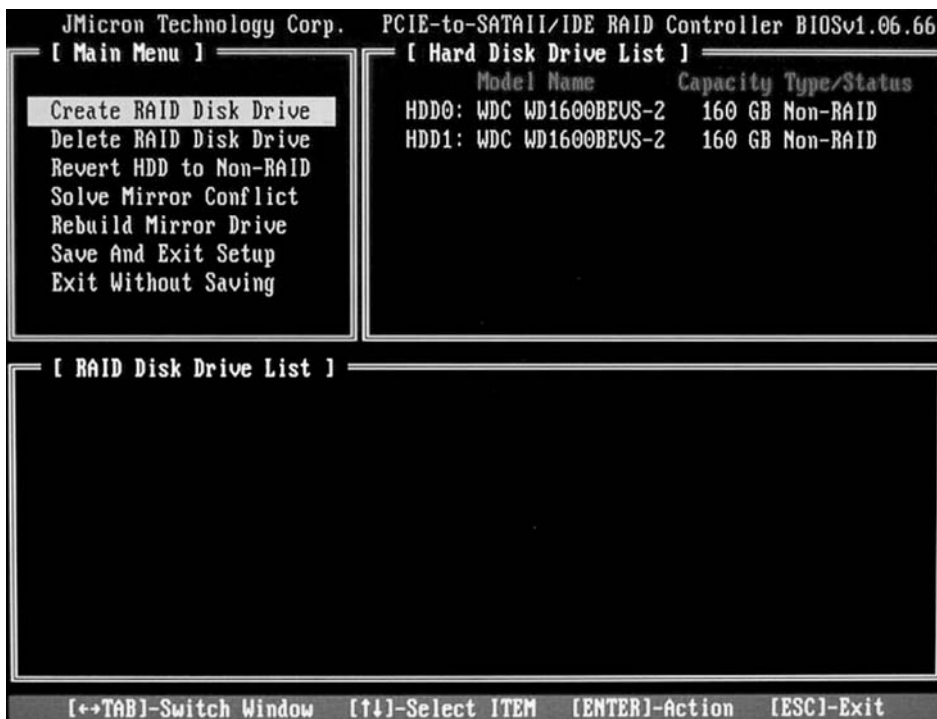 JMicron Technology Corp. PCIE-to-SATAII/IDE RAID Controller BIOSv1.06.66
[ Main Menu ]
Create RAID Disk Drive
Delete RAID Disk Drive
Revert HDD to Non-RAID
Solve Mirror Conflict
Rebuild Mirror Drive
Save And Exit Setup
Exit Without Saving
[ Hard Disk Drive List ]
Model Name Capacity Type/Status
HDD0: WDC WD1600BEVS-2 160 GB Non-RAID
HDD1: WDC WD1600BEVS-2 160 GB Non-RAID
[ RAID Disk Drive List ]
[←→TAB]-Switch Window [↑↓]-Select ITEM [ENTER]-Action [ESC]-Exit